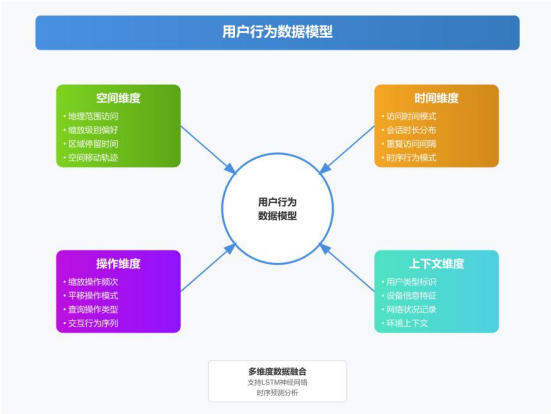 用户行为数据模型
空间维度
• 地理范围访问
• 缩放级别偏好
• 区域停留时间
• 空间移动轨迹
时间维度
• 访问时间模式
• 会话时长分布
• 重复访问间隔
• 时序行为模式
用户行为
数据模型
操作维度
• 缩放操作频次
• 平移操作模式
• 查询操作类型
• 交互行为序列
上下文维度
• 用户类型标识
• 设备信息特征
• 网络状况记录
• 环境上下文
多维度数据融合
支持LSTM神经网络
时序预测分析